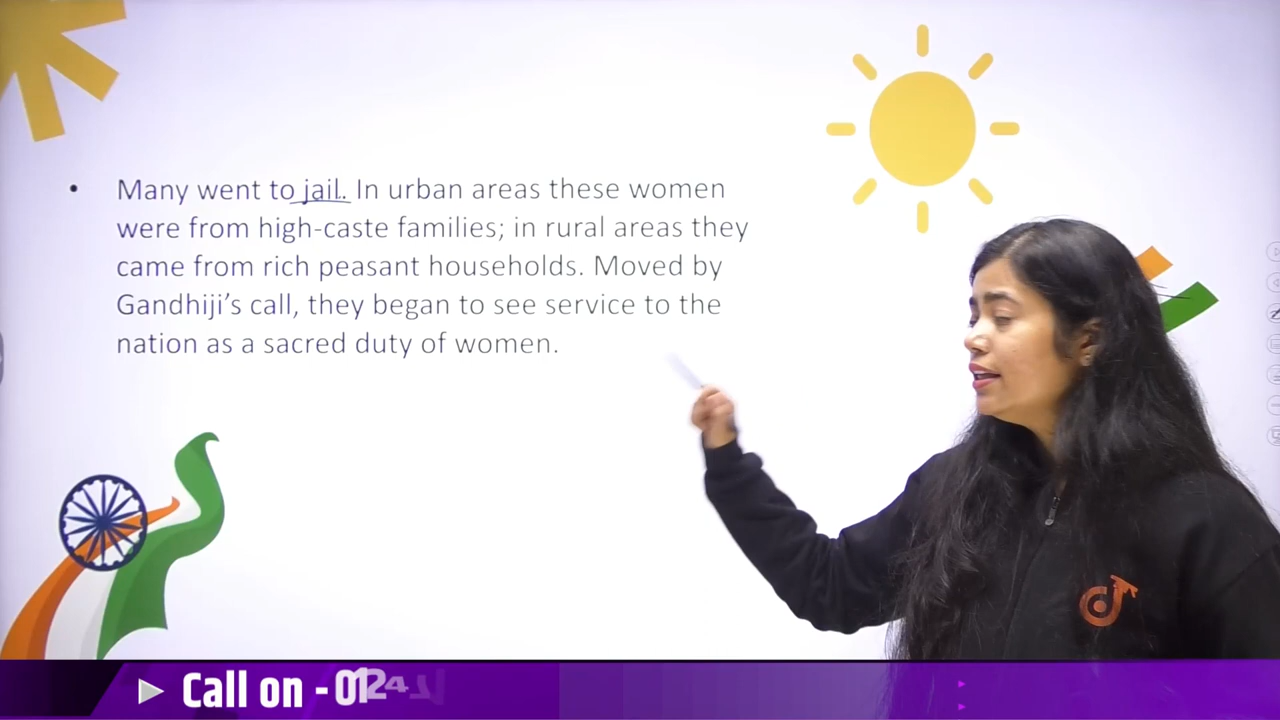 • Many went to jail. In urban areas these women
were from high-caste families; in rural areas they
came from rich peasant households. Moved by
Gandhiji’s call, they began to see service to the
nation as a sacred duty of women.
Call on - 0124